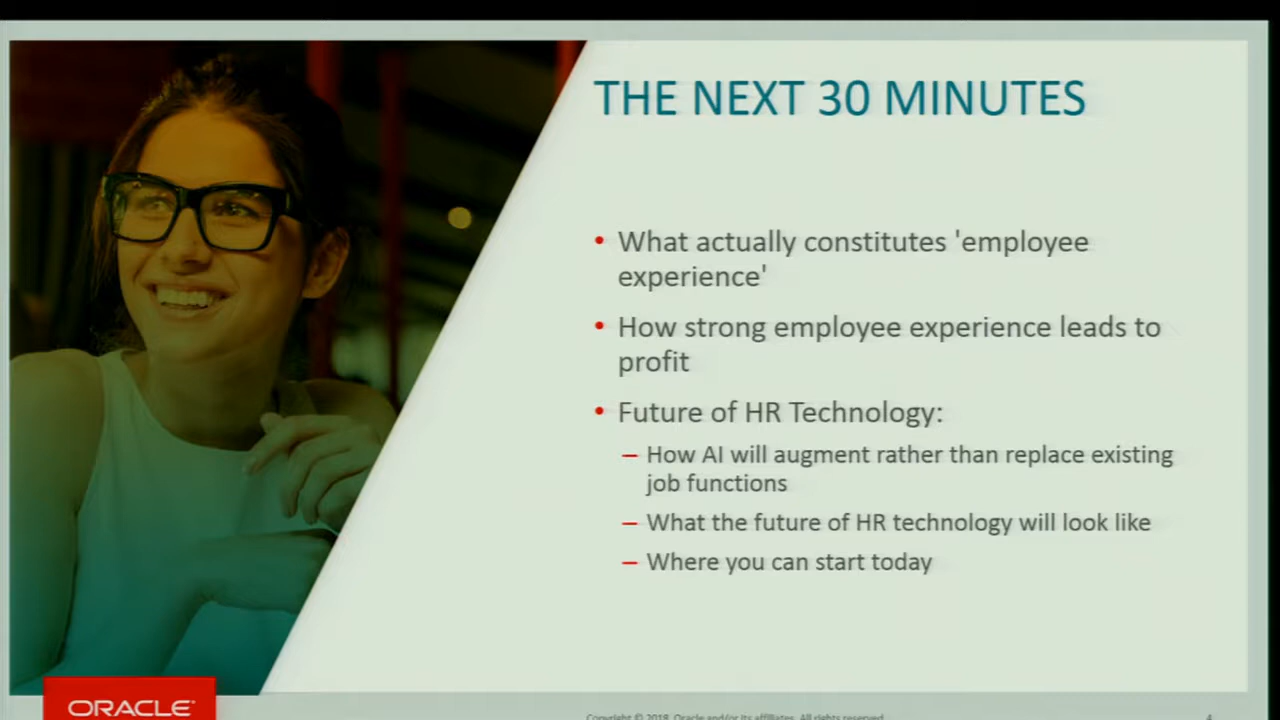 THE NEXT 30 MINUTES
• What actually constitutes 'employee
experience'
• How strong employee experience leads to
profit
• Future of HR Technology:
– How AI will augment rather than replace existing
job functions
– What the future of HR technology will look like
– Where you can start today
ORACLE
Copyright © 2018, Oracle and/or its affiliates. All rights reserved.
4